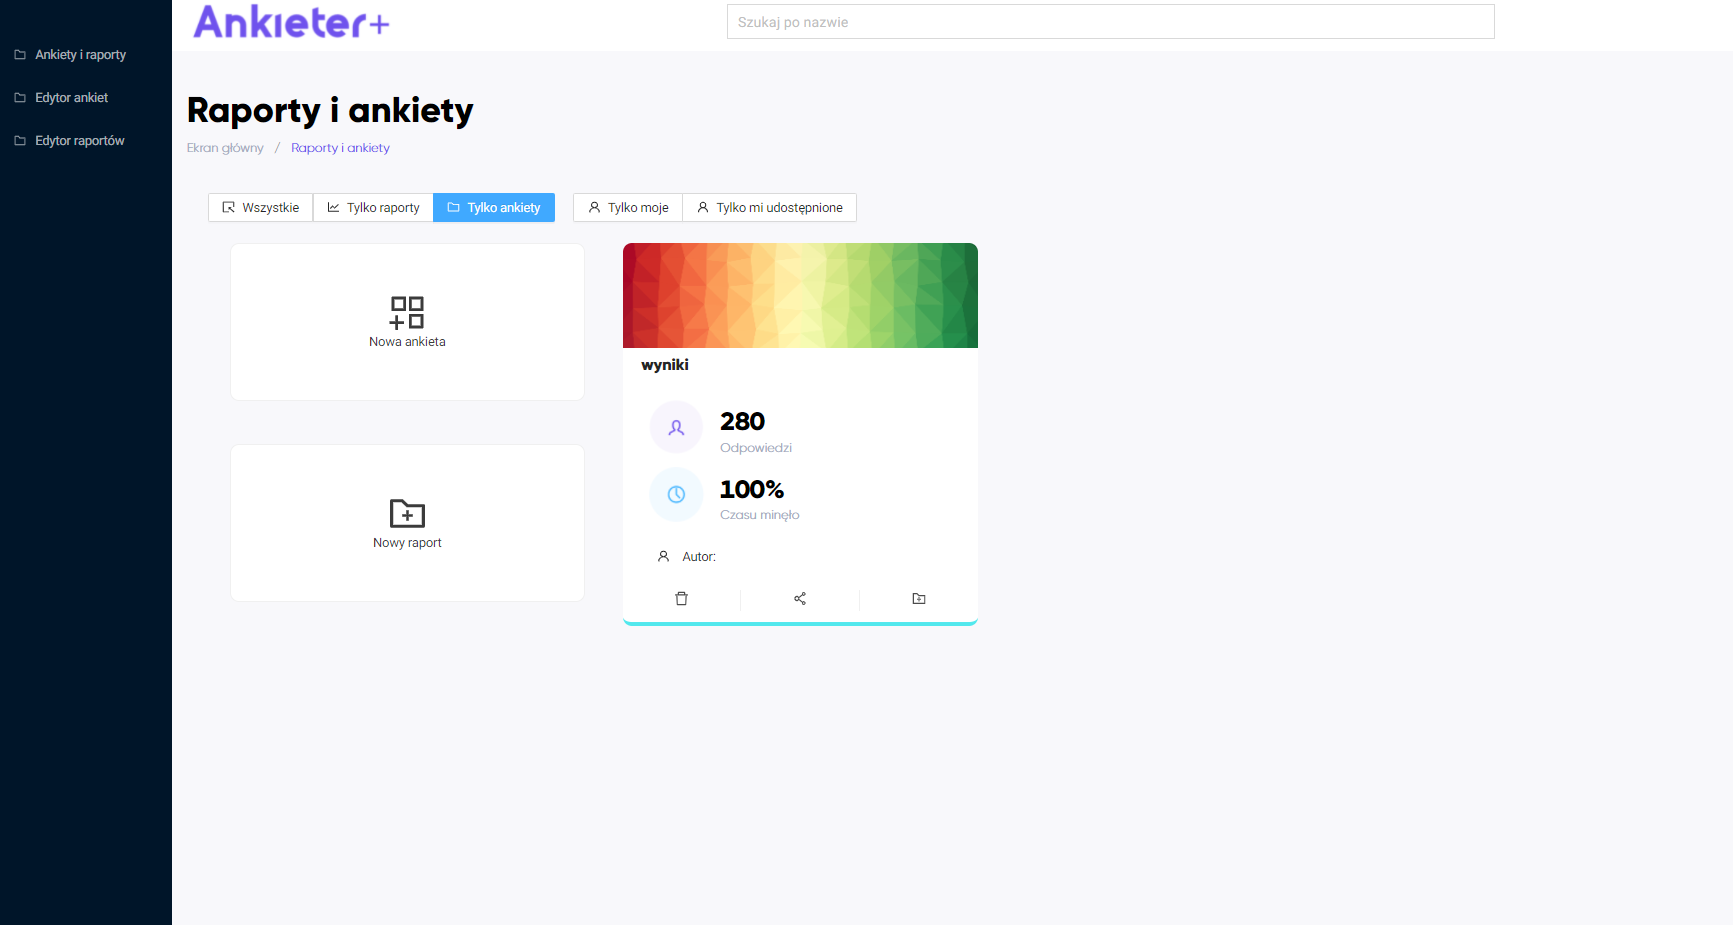 Ankieter+
Szukaj po nazwie
Ankiety i raporty
Edytor ankiet
Edytor raportów
Raporty i ankiety
Ekran główny / Raporty i ankiety
Wszystkie Tylko raporty Tylko ankiety Tylko moje Tylko mi udostępnione
Nowa ankieta
Nowy raport
wyniki
280
Odpowiedzi
100%
Czasu minęło
Autor: